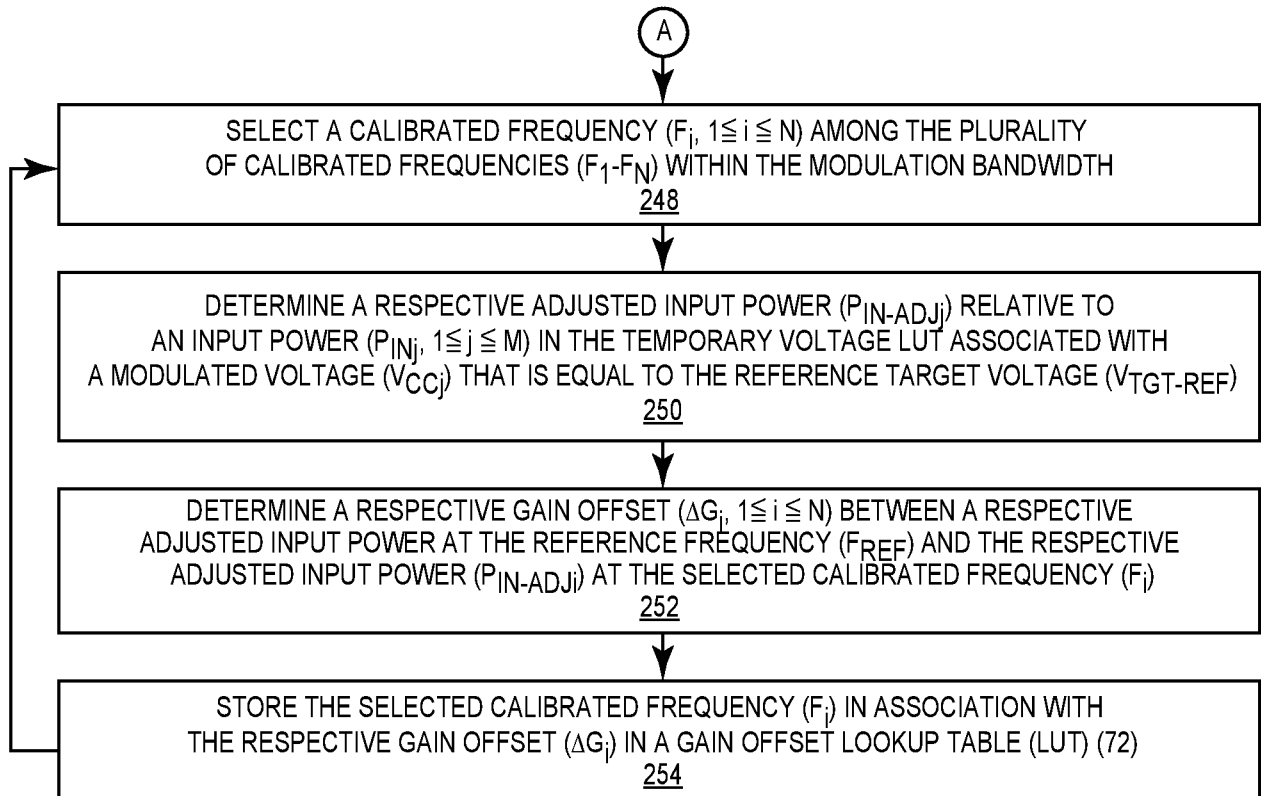 A
SELECT A CALIBRATED FREQUENCY (Fi, 1≦ i ≦ N) AMONG THE PLURALITY
OF CALIBRATED FREQUENCIES (F1-FN) WITHIN THE MODULATION BANDWIDTH
248
DETERMINE A RESPECTIVE ADJUSTED INPUT POWER (PIN-ADJj) RELATIVE TO
AN INPUT POWER (PINj, 1≦ j ≦ M) IN THE TEMPORARY VOLTAGE LUT ASSOCIATED WITH
A MODULATED VOLTAGE (VCCj) THAT IS EQUAL TO THE REFERENCE TARGET VOLTAGE (VTGT-REF)
250
DETERMINE A RESPECTIVE GAIN OFFSET (ΔGi, 1≦ i ≦ N) BETWEEN A RESPECTIVE
ADJUSTED INPUT POWER AT THE REFERENCE FREQUENCY (FREF) AND THE RESPECTIVE
ADJUSTED INPUT POWER (PIN-ADJi) AT THE SELECTED CALIBRATED FREQUENCY (Fi)
252
STORE THE SELECTED CALIBRATED FREQUENCY (Fi) IN ASSOCIATION WITH
THE RESPECTIVE GAIN OFFSET (ΔGi) IN A GAIN OFFSET LOOKUP TABLE (LUT) (72)
254